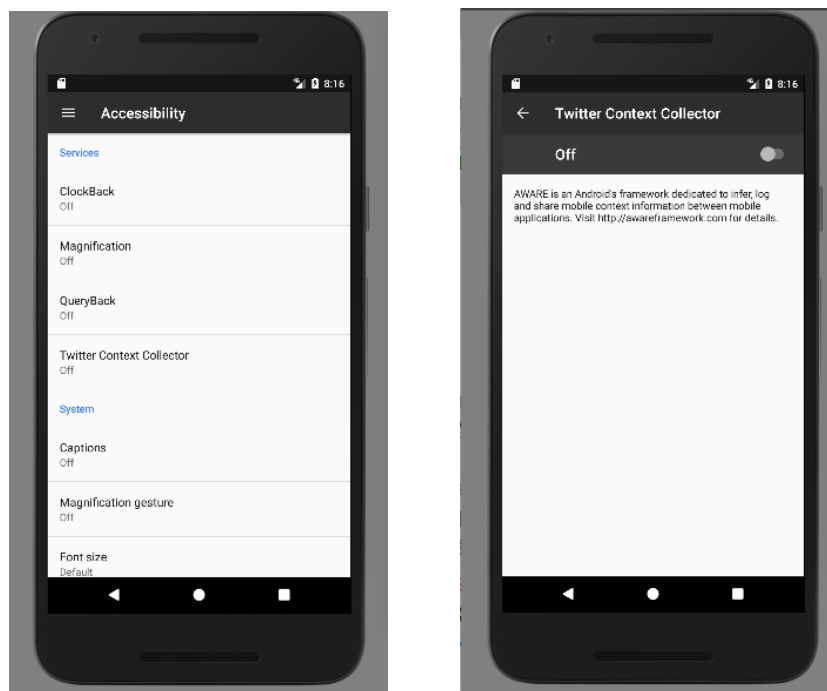 8:16
Accessibility
Services
ClockBack
Off
Magnification
Off
QueryBack
Off
Twitter Context Collector
Off
System
Captions
Off
Magnification gesture
Off
Font size
Default
8:16
Twitter Context Collector
Off
AWARE is an Android's framework dedicated to infer, log
and share mobile context information between mobile
applications. Visit http://awareframework.com for details.